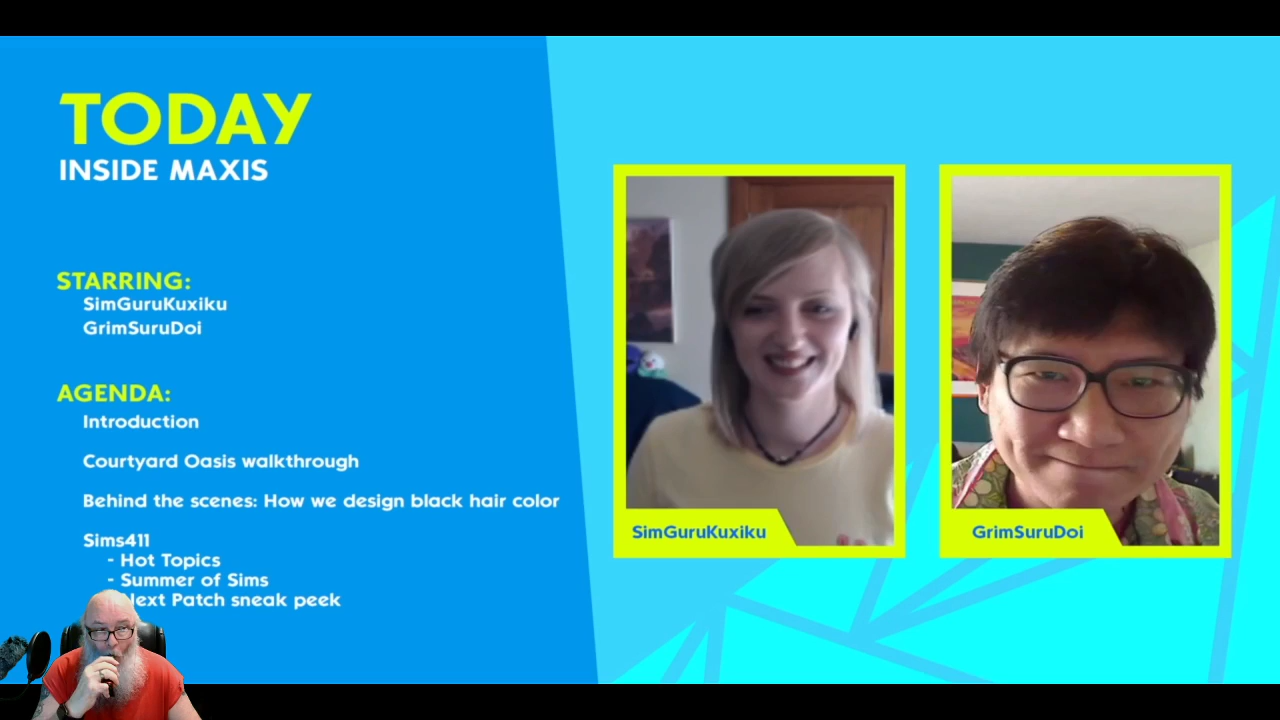 TODAY
INSIDE MAXIS
STARRING:
SimGuruKuxiku
GrimSuruDoi
AGENDA:
Introduction
Courtyard Oasis walkthrough
Behind the scenes: How we design black hair color
Sims411
- Hot Topics
- Summer of Sims
Next Patch sneak peek
SimGuruKuxiku
GrimSuruDoi